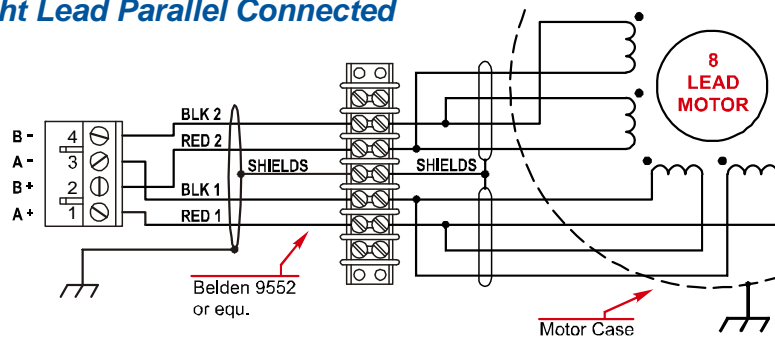 ht Lead Parallel Connected
8
LEAD
MOTOR
BLK 2
B - 4
RED 2
A - 3
SHIELDS
SHIELDS
B + 2
BLK 1
A + 1
RED 1
Belden 9552
or equ.
Motor Case